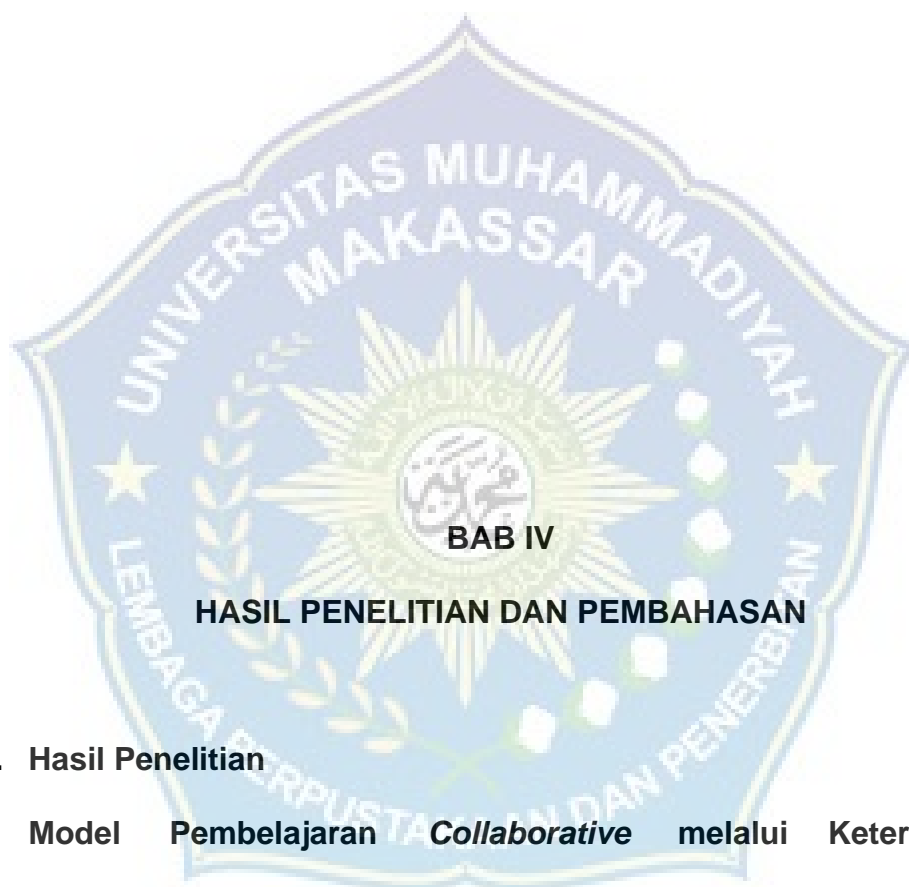 UNIVERSITAS MUHAMMADIYAH
MAKASSAR
BAB IV
HASIL PENELITIAN DAN PEMBAHASAN
. Hasil Penelitian
Model Pembelajaran Collaborative melalui Keter
LEMBAGA PERPUSTAKAAN DAN PENERBITAN